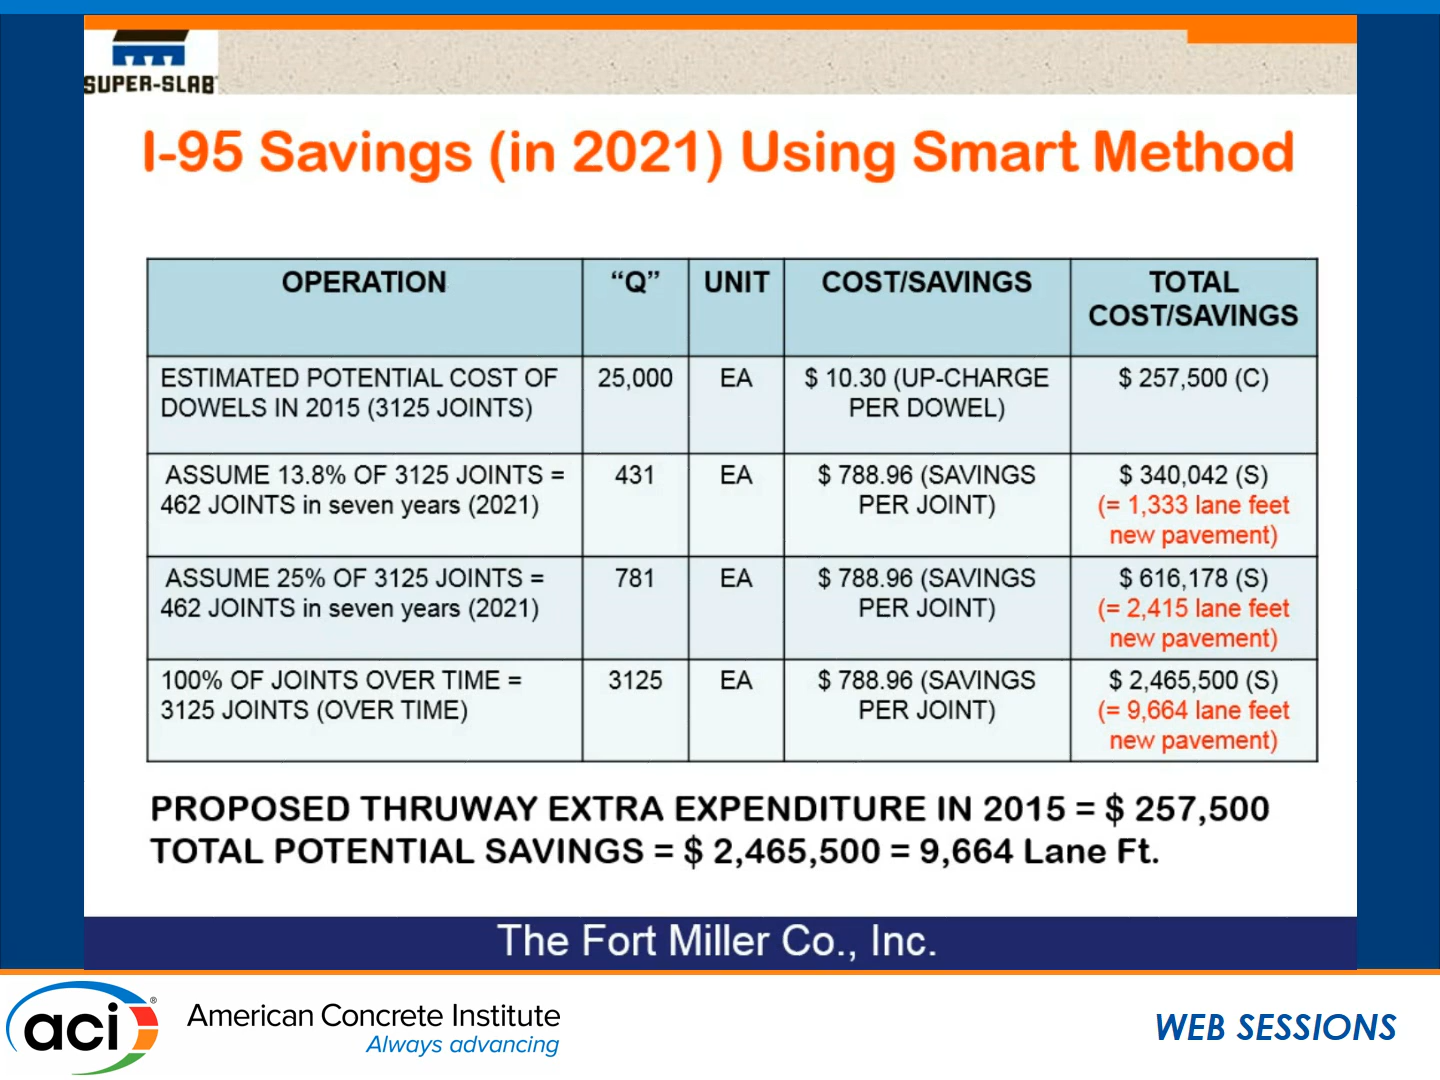 SUPER-SLAB
I-95 Savings (in 2021) Using Smart Method
OPERATION
"Q"
UNIT
COST/SAVINGS
TOTAL
COST/SAVINGS
ESTIMATED POTENTIAL COST OF
DOWELS IN 2015 (3125 JOINTS)
25,000
EA
$ 10.30 (UP-CHARGE
PER DOWEL)
$ 257,500 (C)
ASSUME 13.8% OF 3125 JOINTS =
462 JOINTS in seven years (2021)
431
EA
$ 788.96 (SAVINGS
PER JOINT)
$ 340,042 (S)
(= 1,333 lane feet
new pavement)
ASSUME 25% OF 3125 JOINTS =
462 JOINTS in seven years (2021)
781
EA
$ 788.96 (SAVINGS
PER JOINT)
$ 616,178 (S)
(= 2,415 lane feet
new pavement)
100% OF JOINTS OVER TIME =
3125 JOINTS (OVER TIME)
3125
EA
$ 788.96 (SAVINGS
PER JOINT)
$ 2,465,500 (S)
(= 9,664 lane feet
new pavement)
PROPOSED THRUWAY EXTRA EXPENDITURE IN 2015 = $ 257,500
TOTAL POTENTIAL SAVINGS = $ 2,465,500 = 9,664 Lane Ft.
The Fort Miller Co., Inc.
aci®
American Concrete Institute
Always advancing
WEB SESSIONS